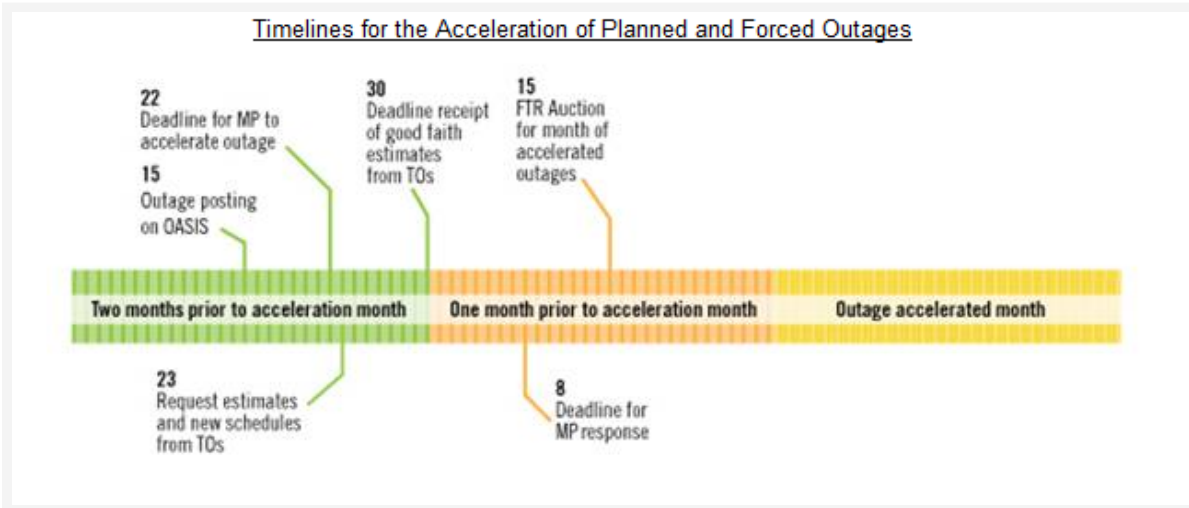 Timelines for the Acceleration of Planned and Forced Outages
22
Deadline for MP to
accelerate outage
15
Outage posting
on OASIS
30
Deadline receipt
of good faith
estimates
from TOs
15
FTR Auction
for month of
accelerated
outages
Two months prior to acceleration month
One month prior to acceleration month
Outage accelerated month
23
Request estimates
and new schedules
from TOs
8
Deadline for
MP response